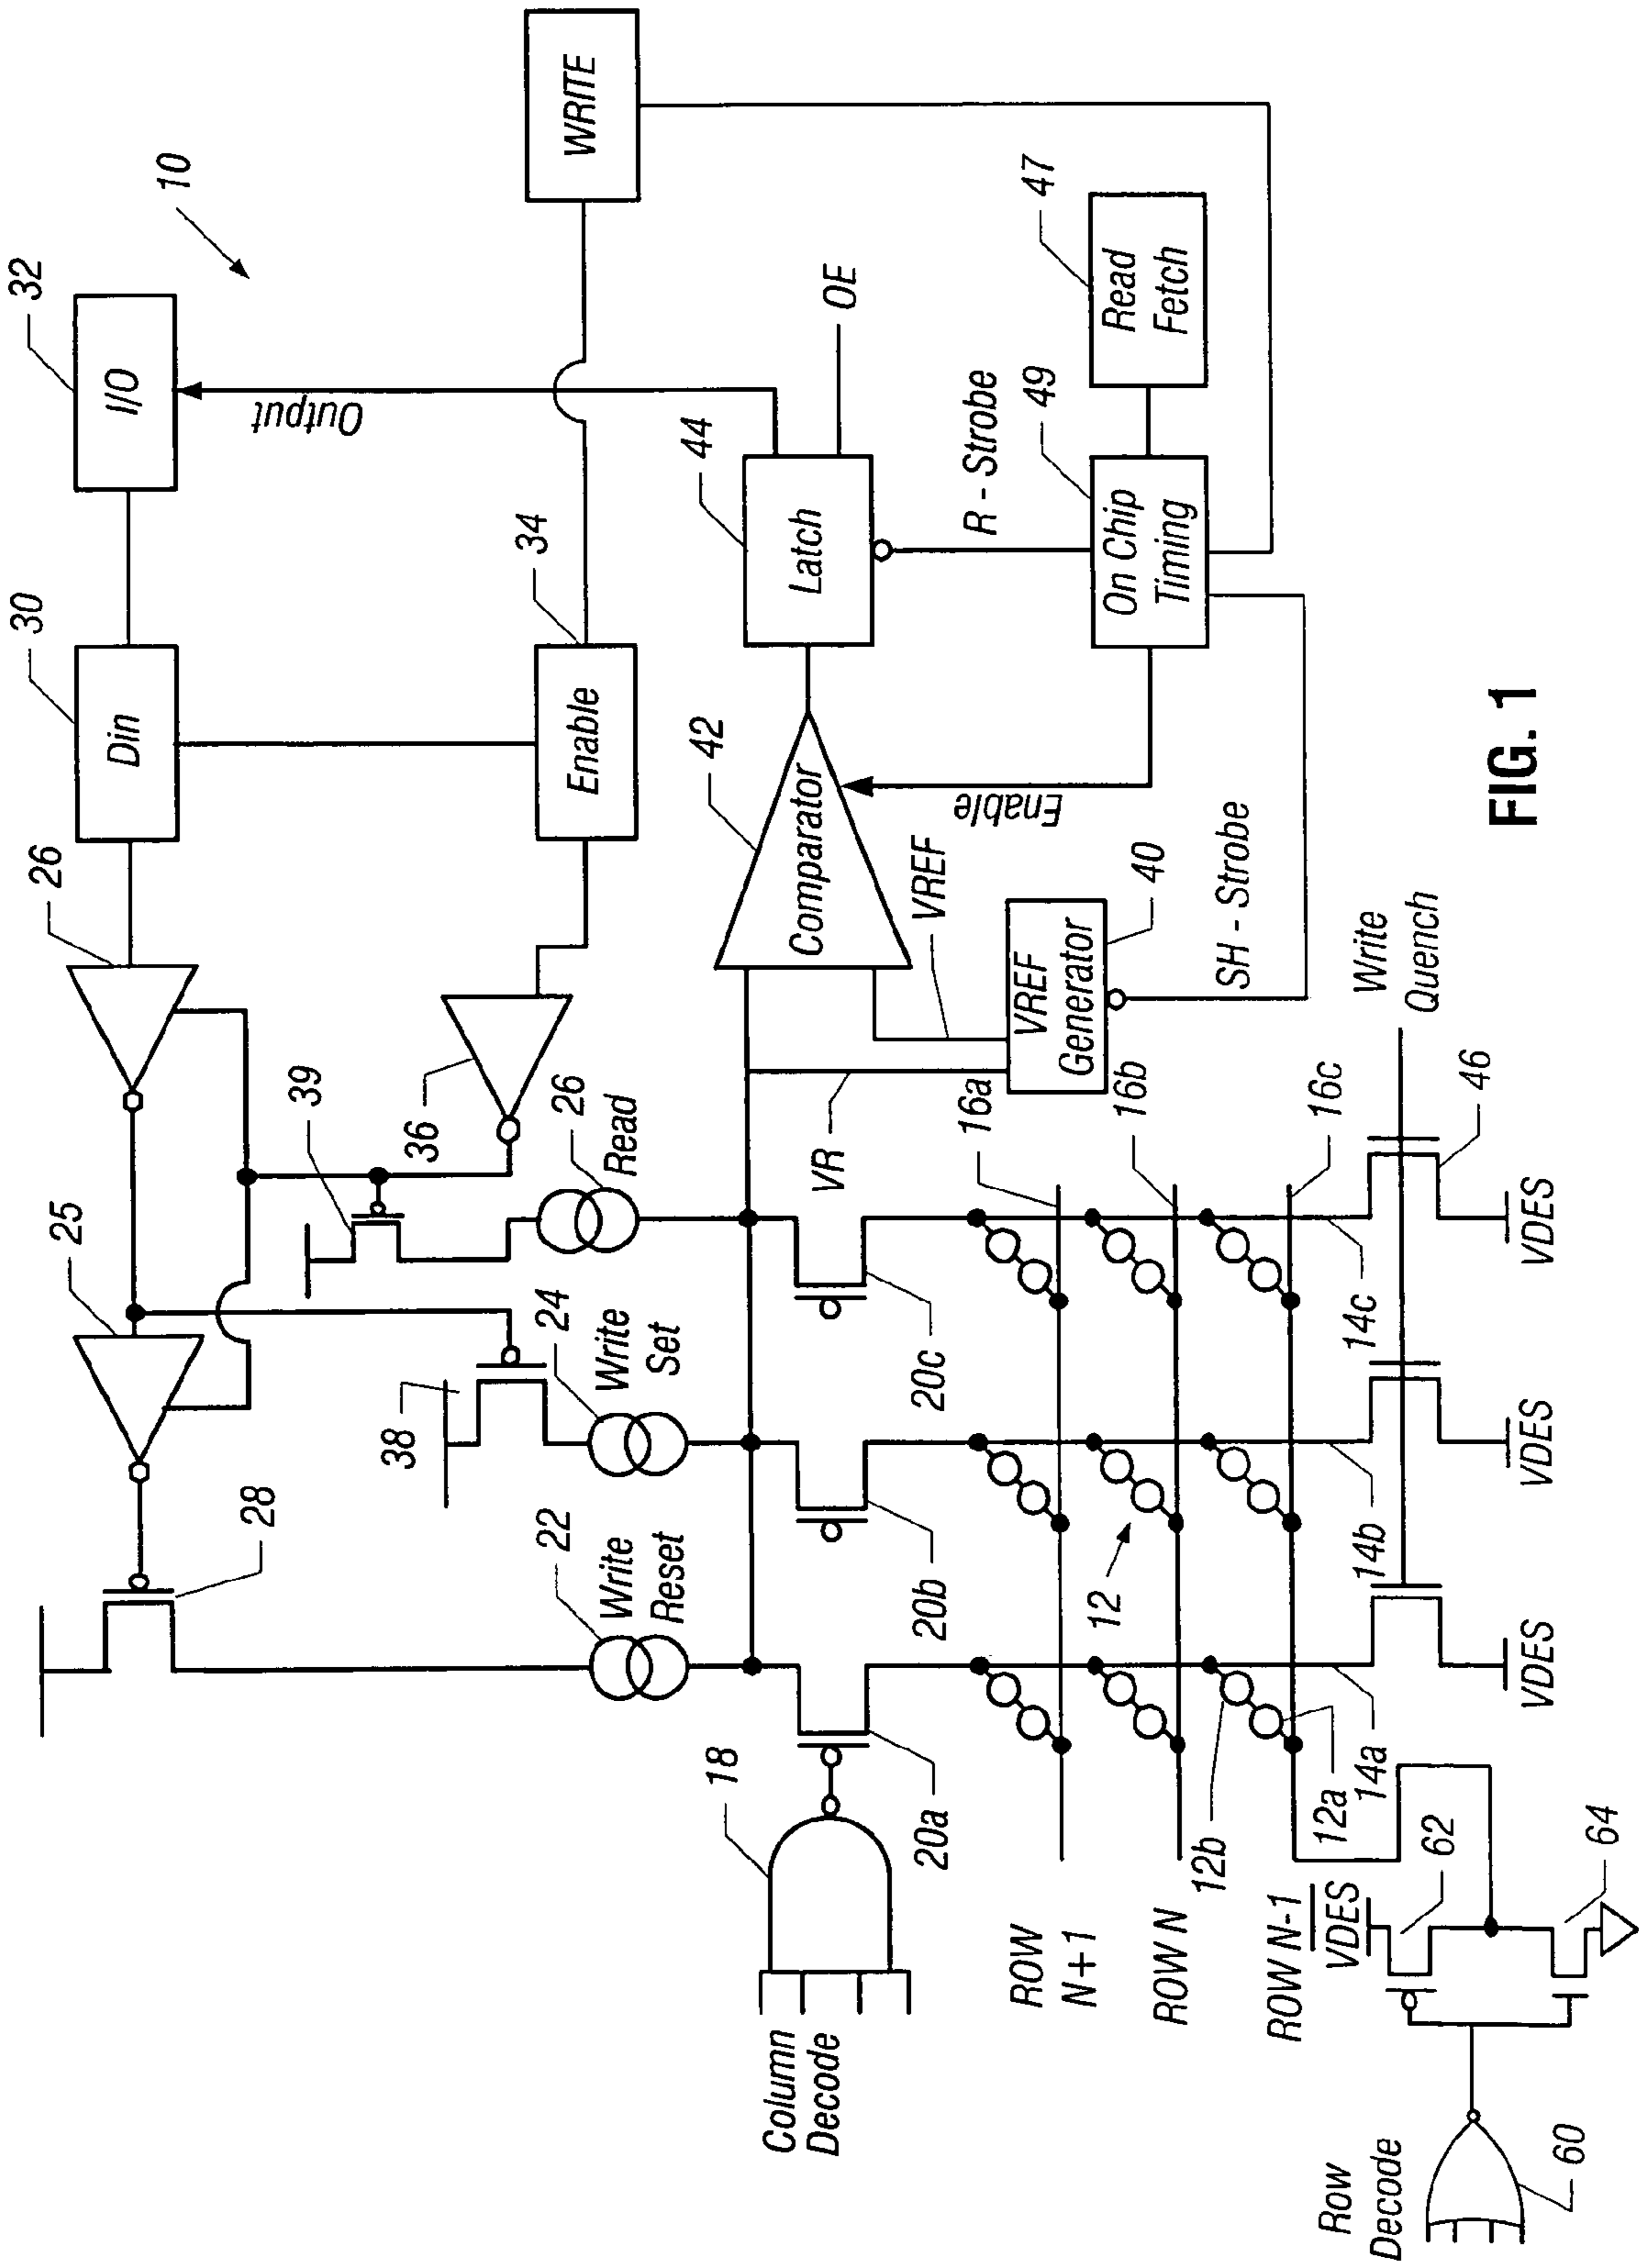 10
25
26
30
32
Din
I/O
28
39
36
34
Enable
WRITE
Output
38
22
Write
Reset
24
Write
Set
26
Read
18
Column
Decode
20a
20b
20c
VR
VREF
42
Comparator
44
Latch
OE
VREF
Generator
40
Enable
R - Strobe
49
On Chip
Timing
47
Read
Fetch
SH - Strobe
16a
16b
16c
ROW
N+1
ROW N
ROW N-1
12
12b
12a
14a
14b
14c
Write
Quench
46
VDES
VDES
VDES
VDES
62
64
Row
Decode
60
FIG. 1